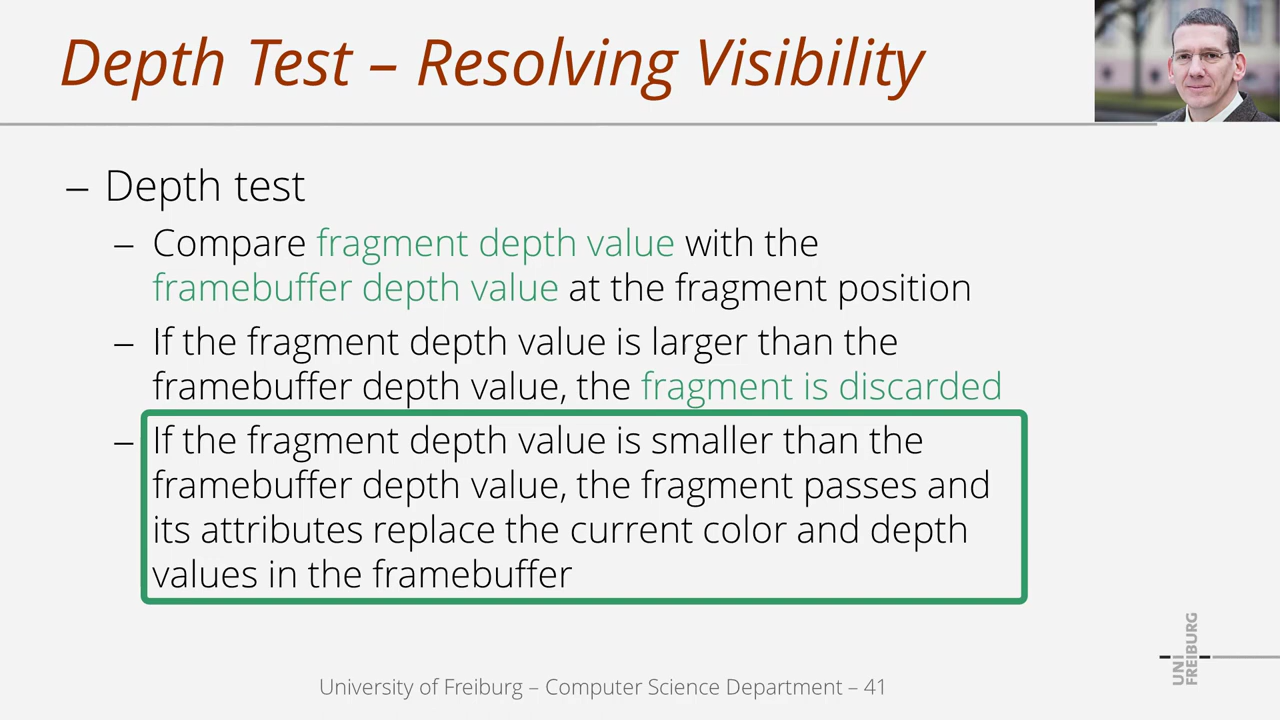 Depth Test – Resolving Visibility
– Depth test
– Compare fragment depth value with the
framebuffer depth value at the fragment position
– If the fragment depth value is larger than the
framebuffer depth value, the fragment is discarded
– If the fragment depth value is smaller than the
framebuffer depth value, the fragment passes and
its attributes replace the current color and depth
values in the framebuffer
University of Freiburg – Computer Science Department – 41
UNI
FREIBURG